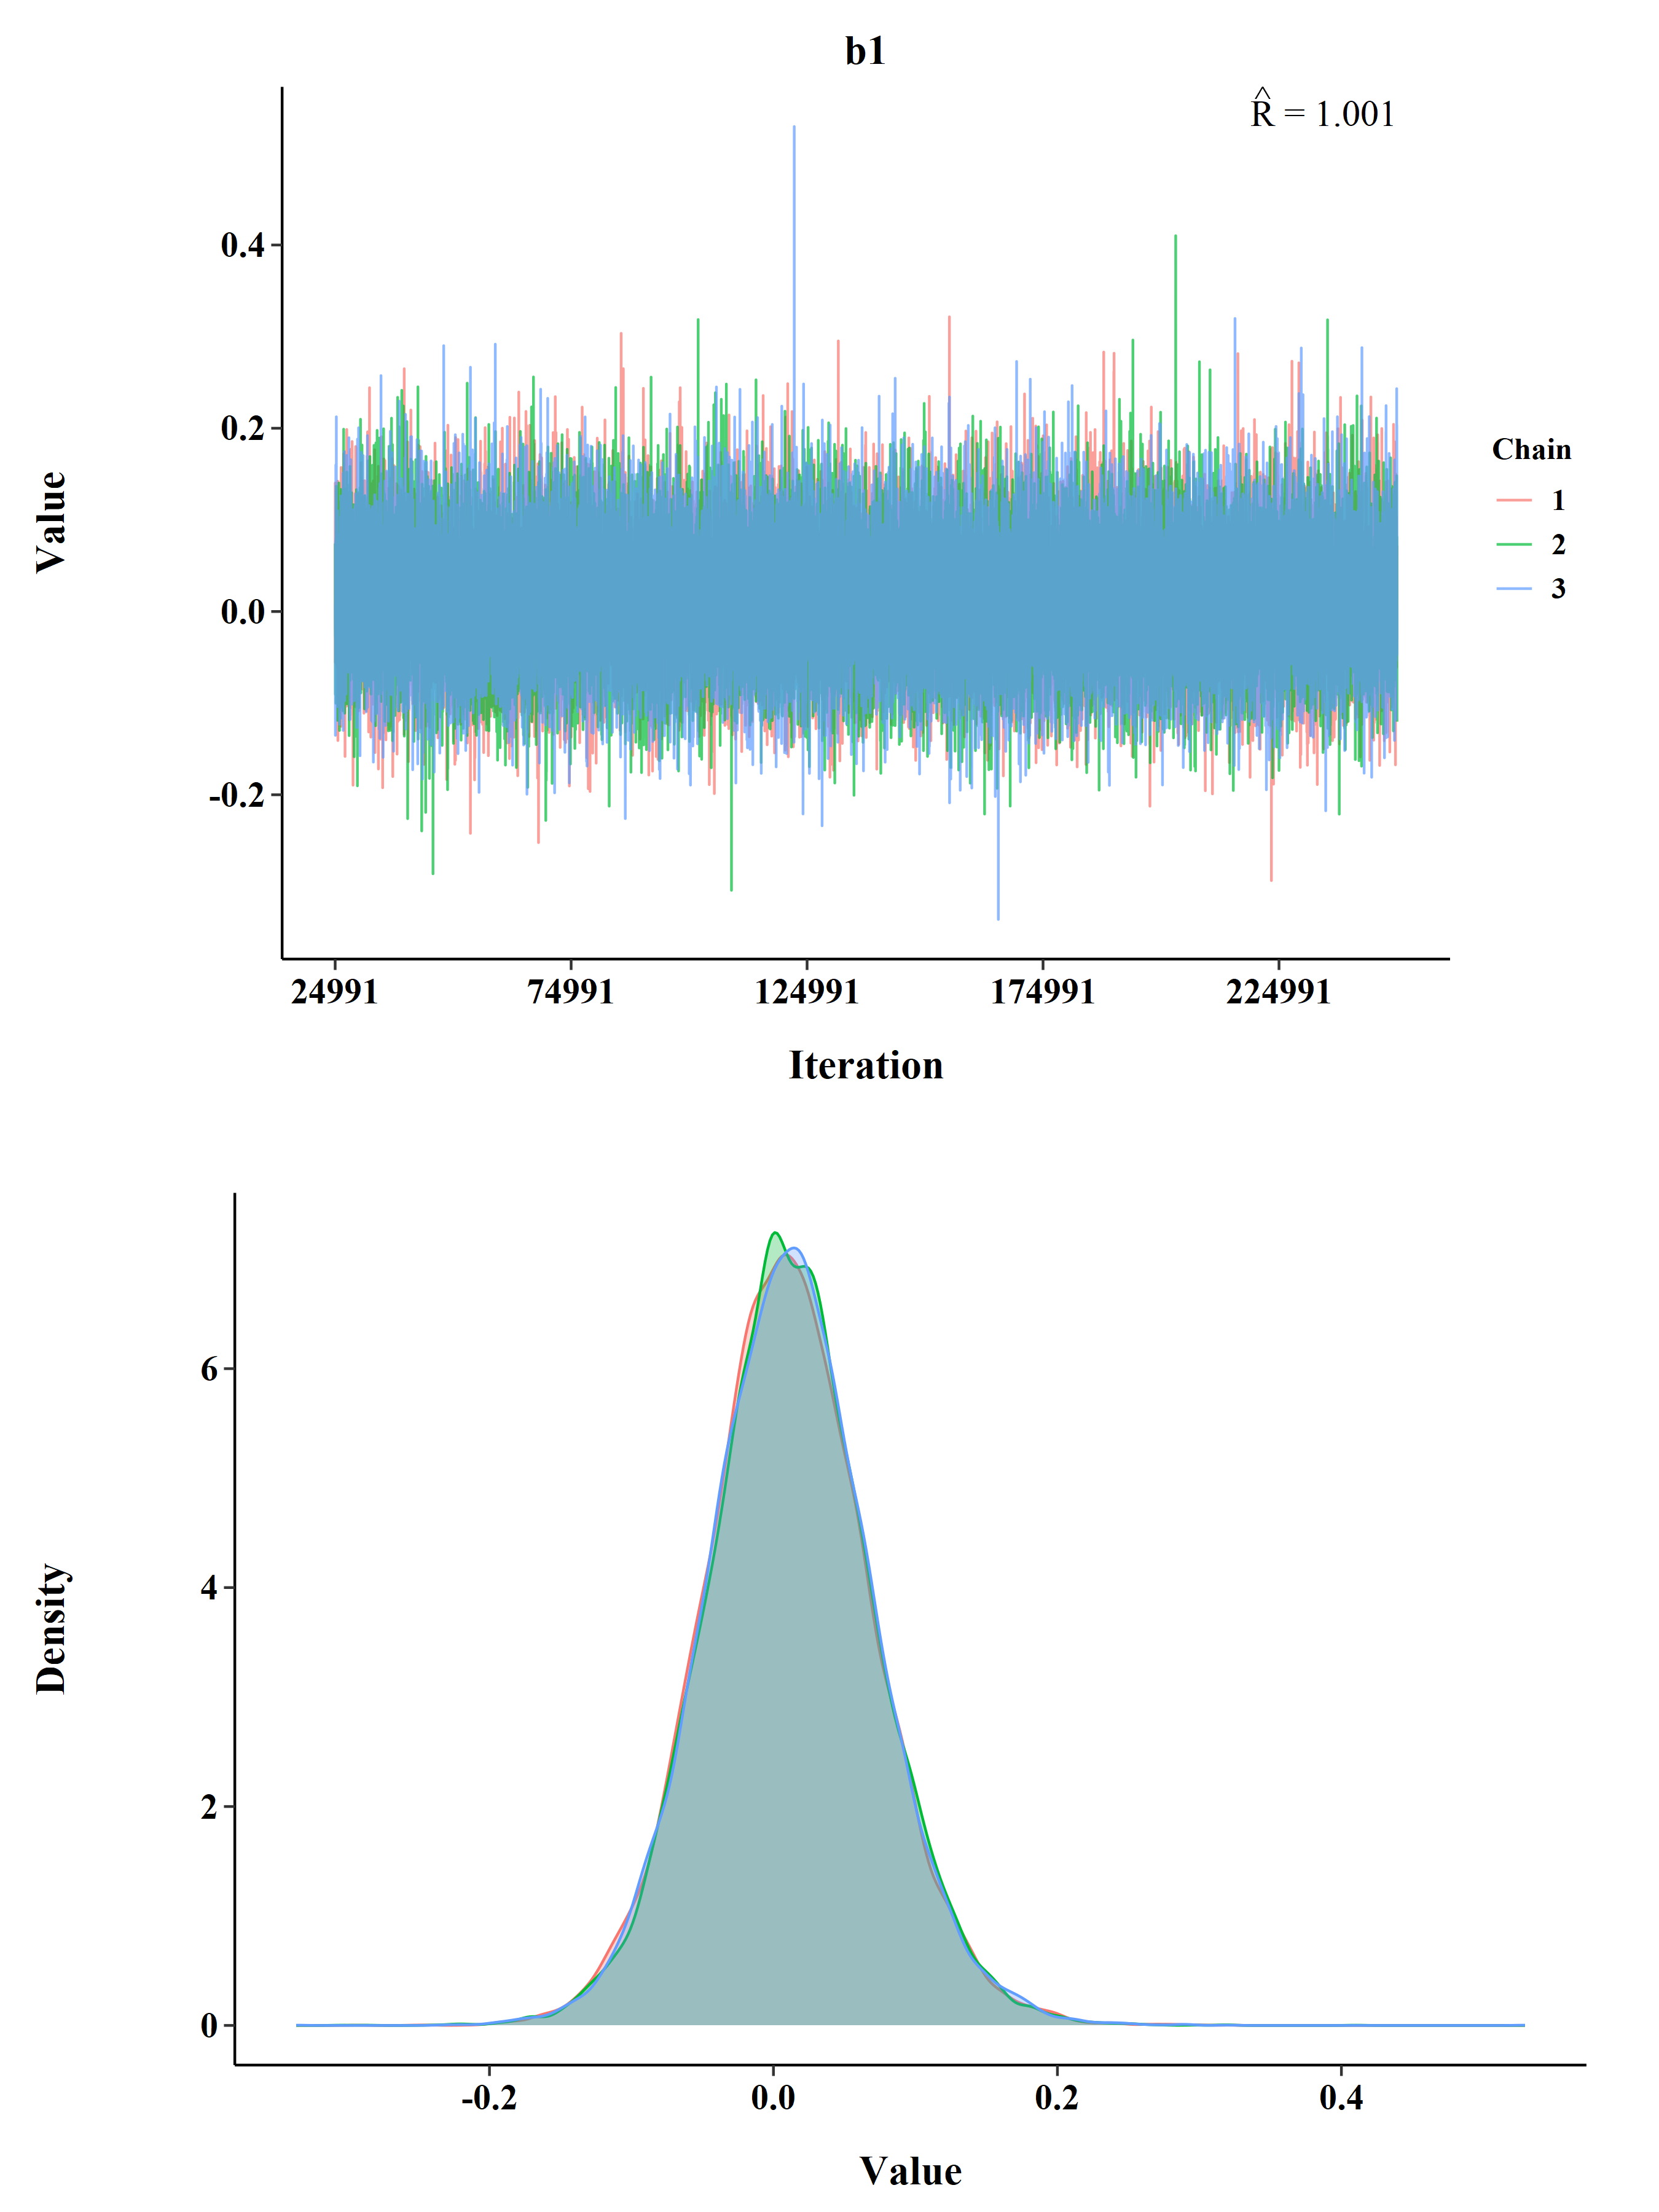 b1
R̂ = 1.001
Value
0.4
0.2
0.0
-0.2
24991 74991 124991 174991 224991
Iteration
Chain
1
2
3
Density
6
4
2
0
-0.2 0.0 0.2 0.4
Value